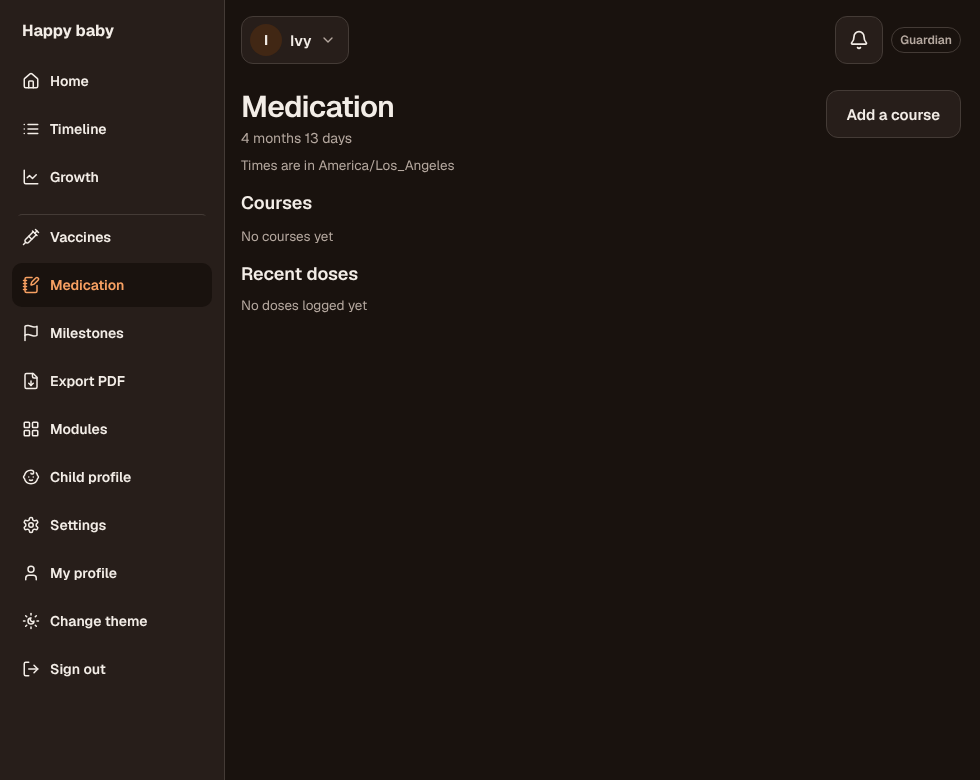 Happy baby
Home
Timeline
Growth
Vaccines
Medication
Milestones
Export PDF
Modules
Child profile
Settings
My profile
Change theme
Sign out
I Ivy
Guardian
Medication
Add a course
4 months 13 days
Times are in America/Los_Angeles
Courses
No courses yet
Recent doses
No doses logged yet